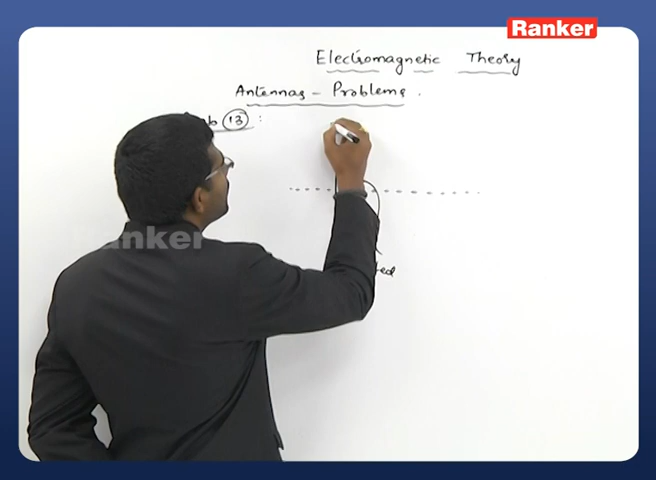 Ranker
Electromagnetic Theory
Antennas - Problems.
13 :
Ranker